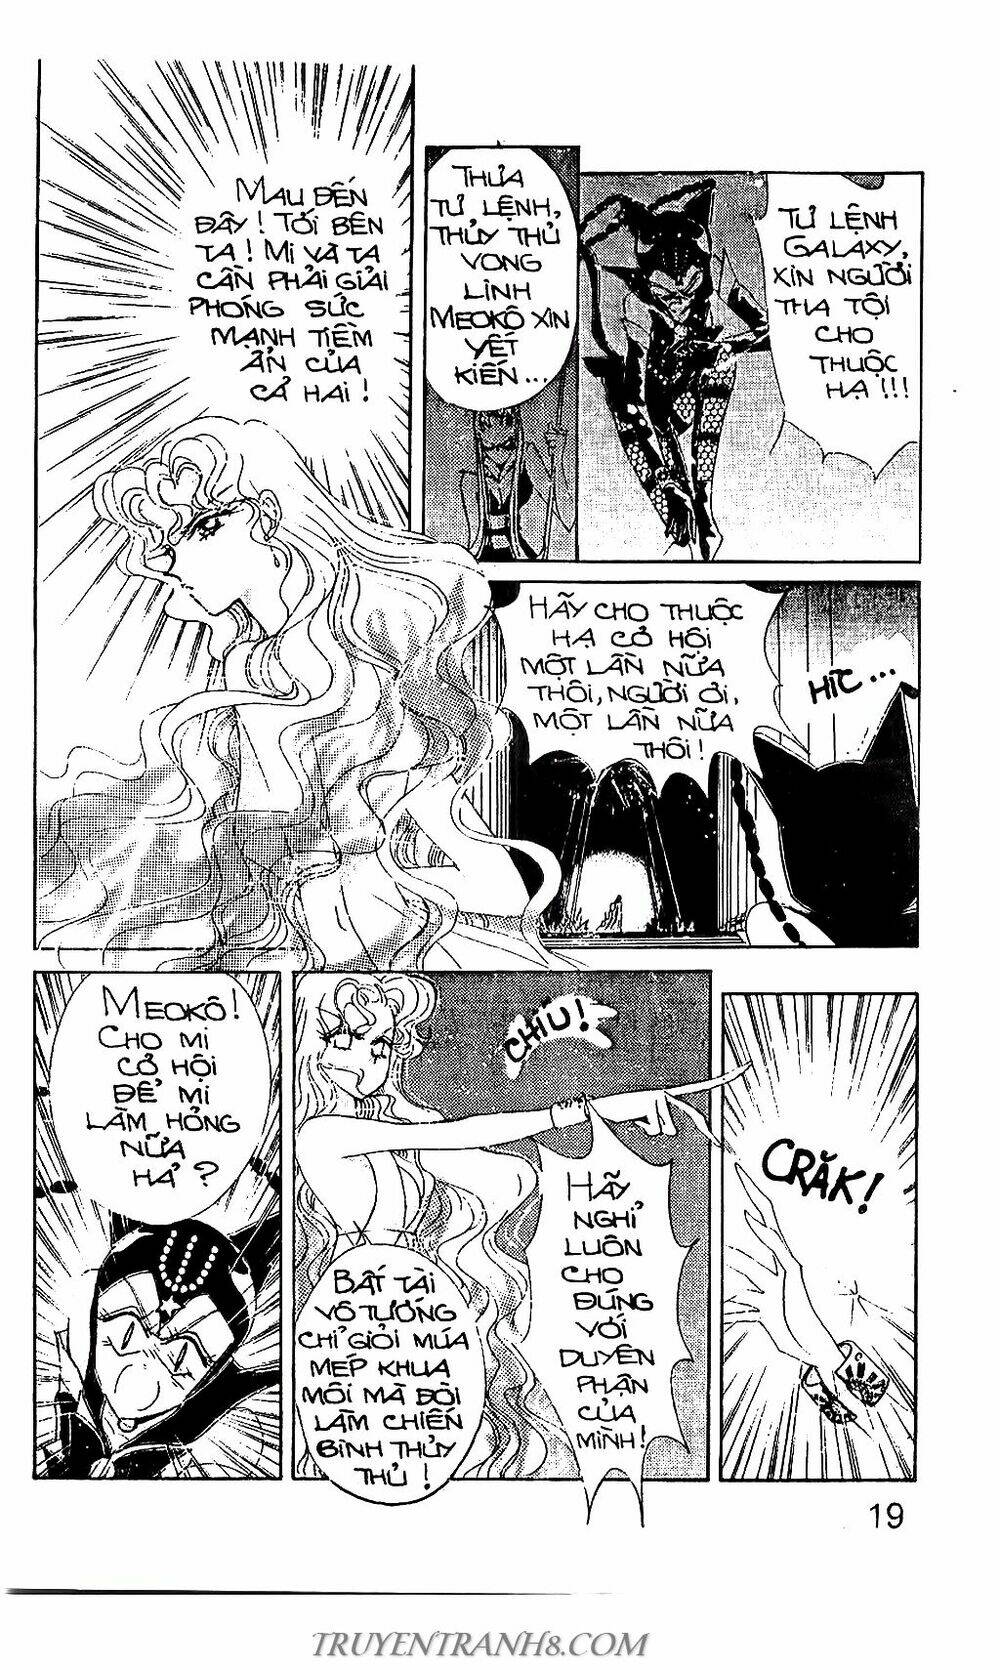 MAU ĐẾN
ĐÂY! TỚI BÊN
TA! MI VÀ TA
CẦN PHẢI GIẢI
PHÓNG SỨC
MẠNH TIỀM
ẨN CỦA
CẢ HAI!
THƯA
TƯ LỆNH,
THỦY THỦ
VONG
LINH
MEOKÔ XIN
YẾT
KIẾN...
TƯ LỆNH
GALAXY,
XIN NGƯỜI
THA TỘI
CHO
THUỘC
HẠ!!!
HÃY CHO THUỘC
HẠ CƠ HỘI
MỘT LẦN NỮA
THÔI, NGƯỜI ƠI,
MỘT LẦN NỮA
THÔI!
HÍC...
MEOKÔ!
CHO MI
CƠ HỘI
ĐỂ MI
LÀM HỎNG
NỮA
HẢ?
CHÍU!
BẤT TÀI
VÔ TƯỚNG
CHỈ GIỎI MÚA
MÉP KHUA
MÔI MÀ ĐÒI
LÀM CHIẾN
BINH THỦY
THỦ!
HÃY
NGHỈ
LUÔN
CHO
ĐÚNG
VỚI
DUYÊN
PHẬN
CỦA
MÌNH!
CRĂK!
19
TRUYENTRANH8.COM